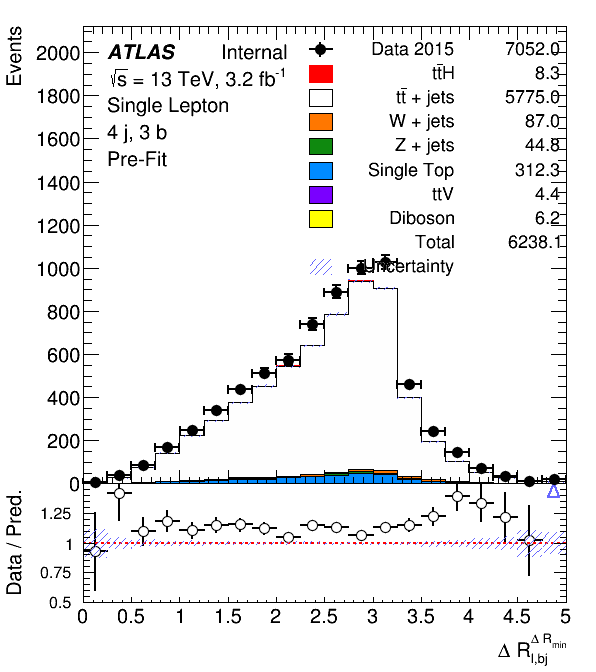 Events
2000
1800
1600
1400
1200
1000
800
600
400
200
0
ATLAS Internal
√s = 13 TeV, 3.2 fb⁻¹
Single Lepton
4 j, 3 b
Pre-Fit
Data 2015 7052.0
tt̄H 8.3
tt̄ + jets 5775.0
W + jets 87.0
Z + jets 44.8
Single Top 312.3
ttV 4.4
Diboson 6.2
Total 6238.1
Uncertainty
Data / Pred.
1.25
1
0.75
0.5
0 0.5 1 1.5 2 2.5 3 3.5 4 4.5 5
Δ R_{l,bj}^{Δ R_{min}}